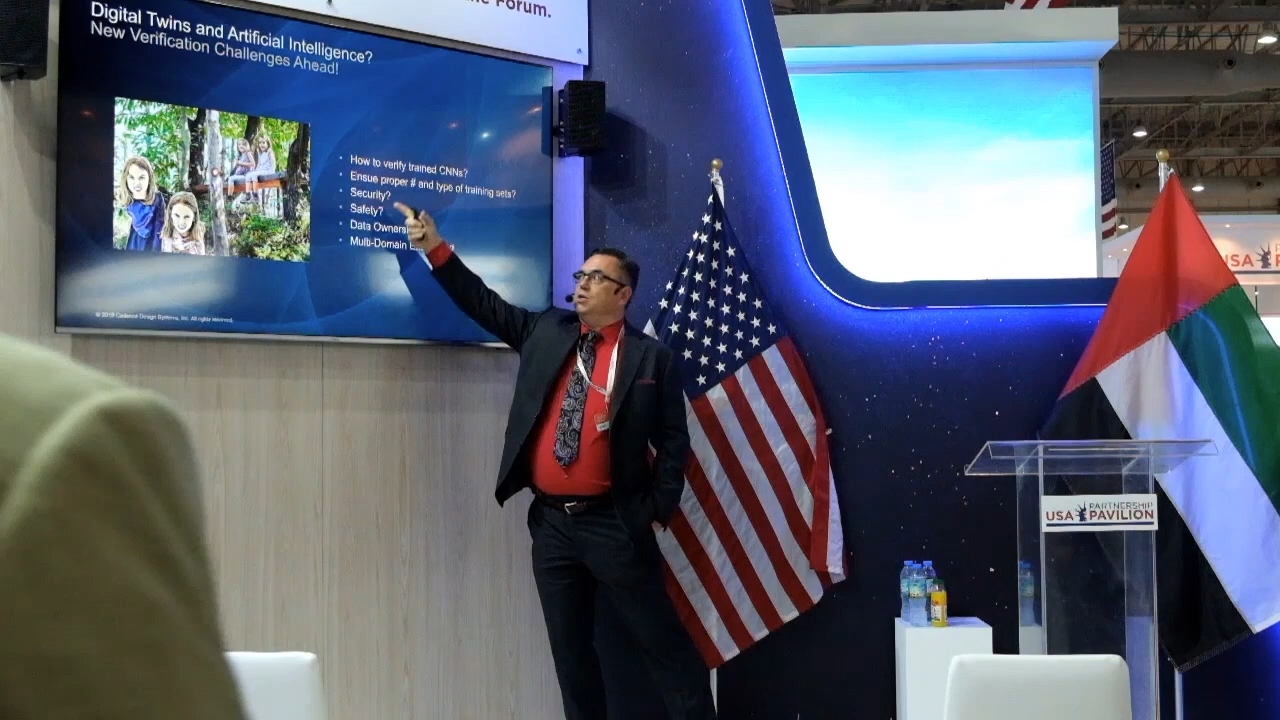 Forum.
Digital Twins and Artificial Intelligence?
New Verification Challenges Ahead!
• How to verify trained CNNs?
• Ensue proper # and type of training sets?
• Security?
• Safety?
• Data
• Multi-Domain
© 2019 Cadence Design Systems, Inc. All rights reserved.
USA
PARTNERSHIP
USA PAVILION